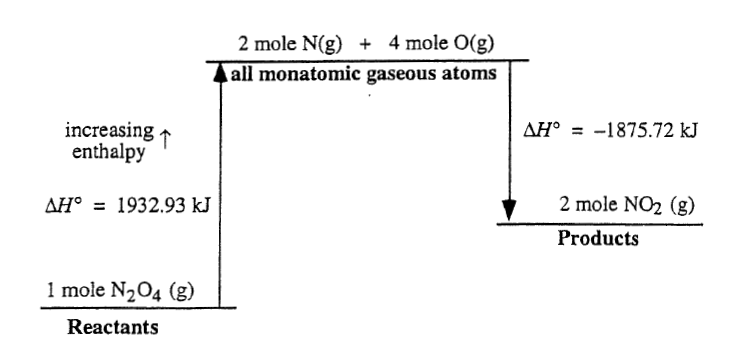 2 mole N(g) + 4 mole O(g)
all monatomic gaseous atoms
increasing ↑
enthalpy
ΔH° = −1875.72 kJ
ΔH° = 1932.93 kJ
2 mole NO₂ (g)
Products
1 mole N₂O₄ (g)
Reactants